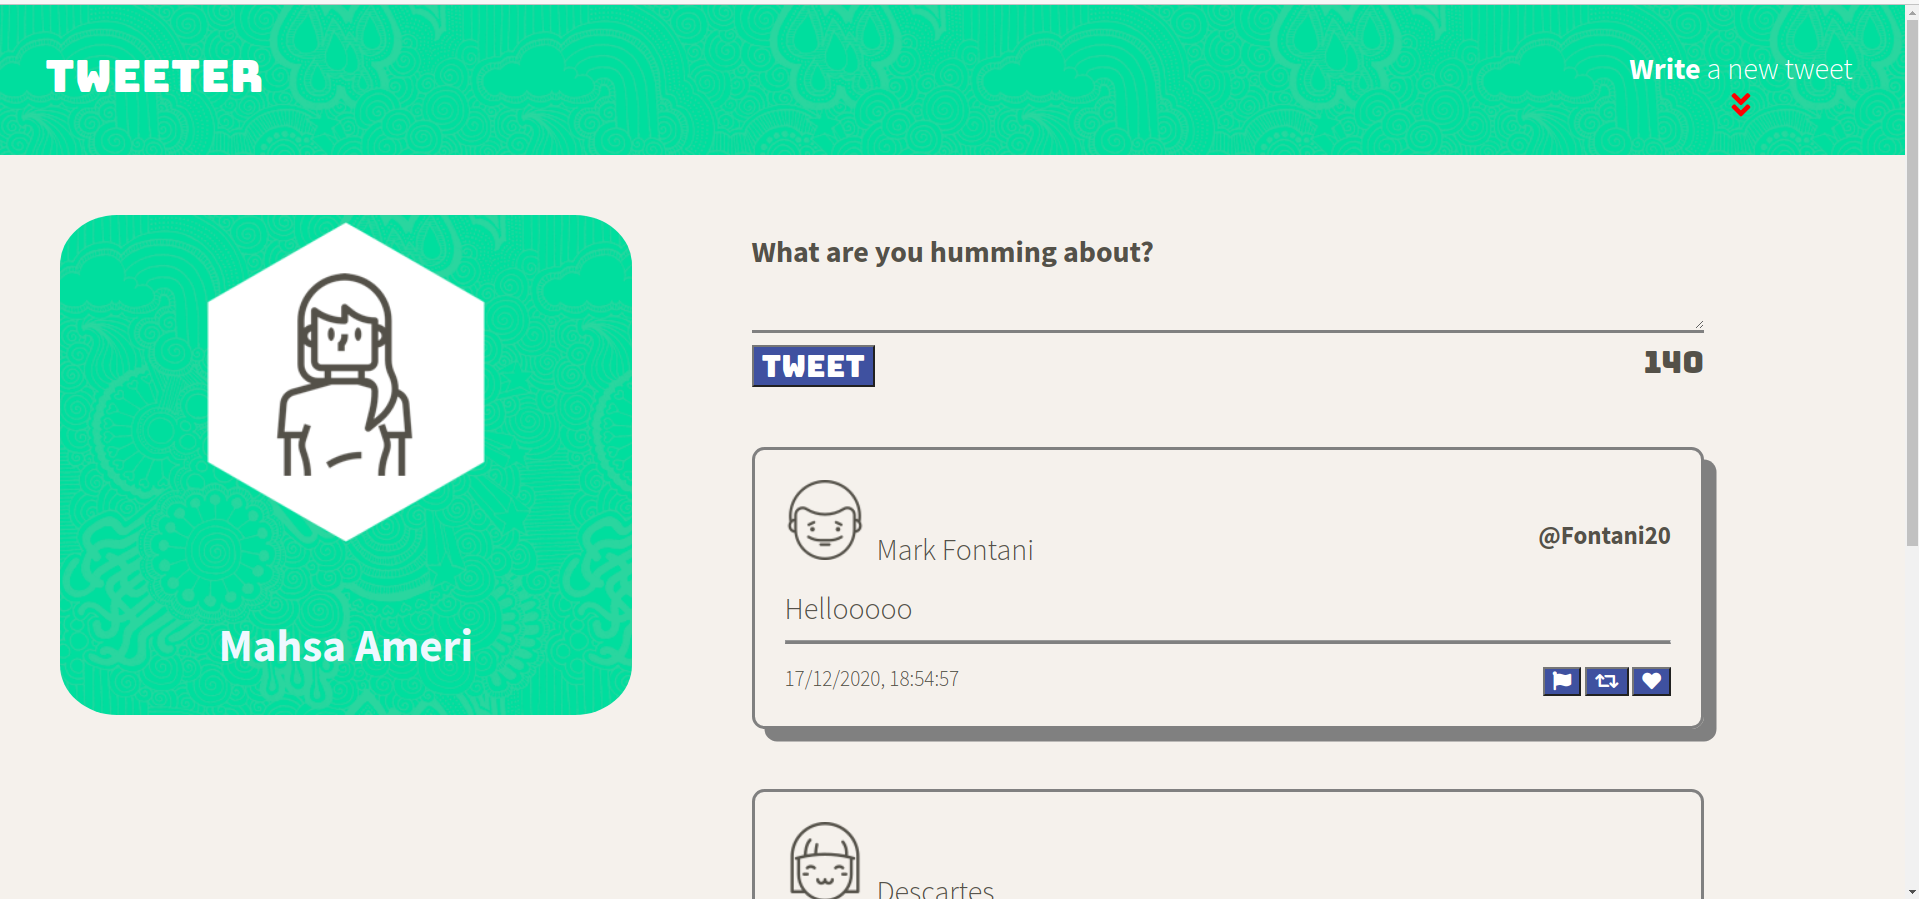 TWEETER
Write a new tweet
Mahsa Ameri
What are you humming about?
TWEET
140
Mark Fontani
@Fontani20
Hellooooo
17/12/2020, 18:54:57
Descartes